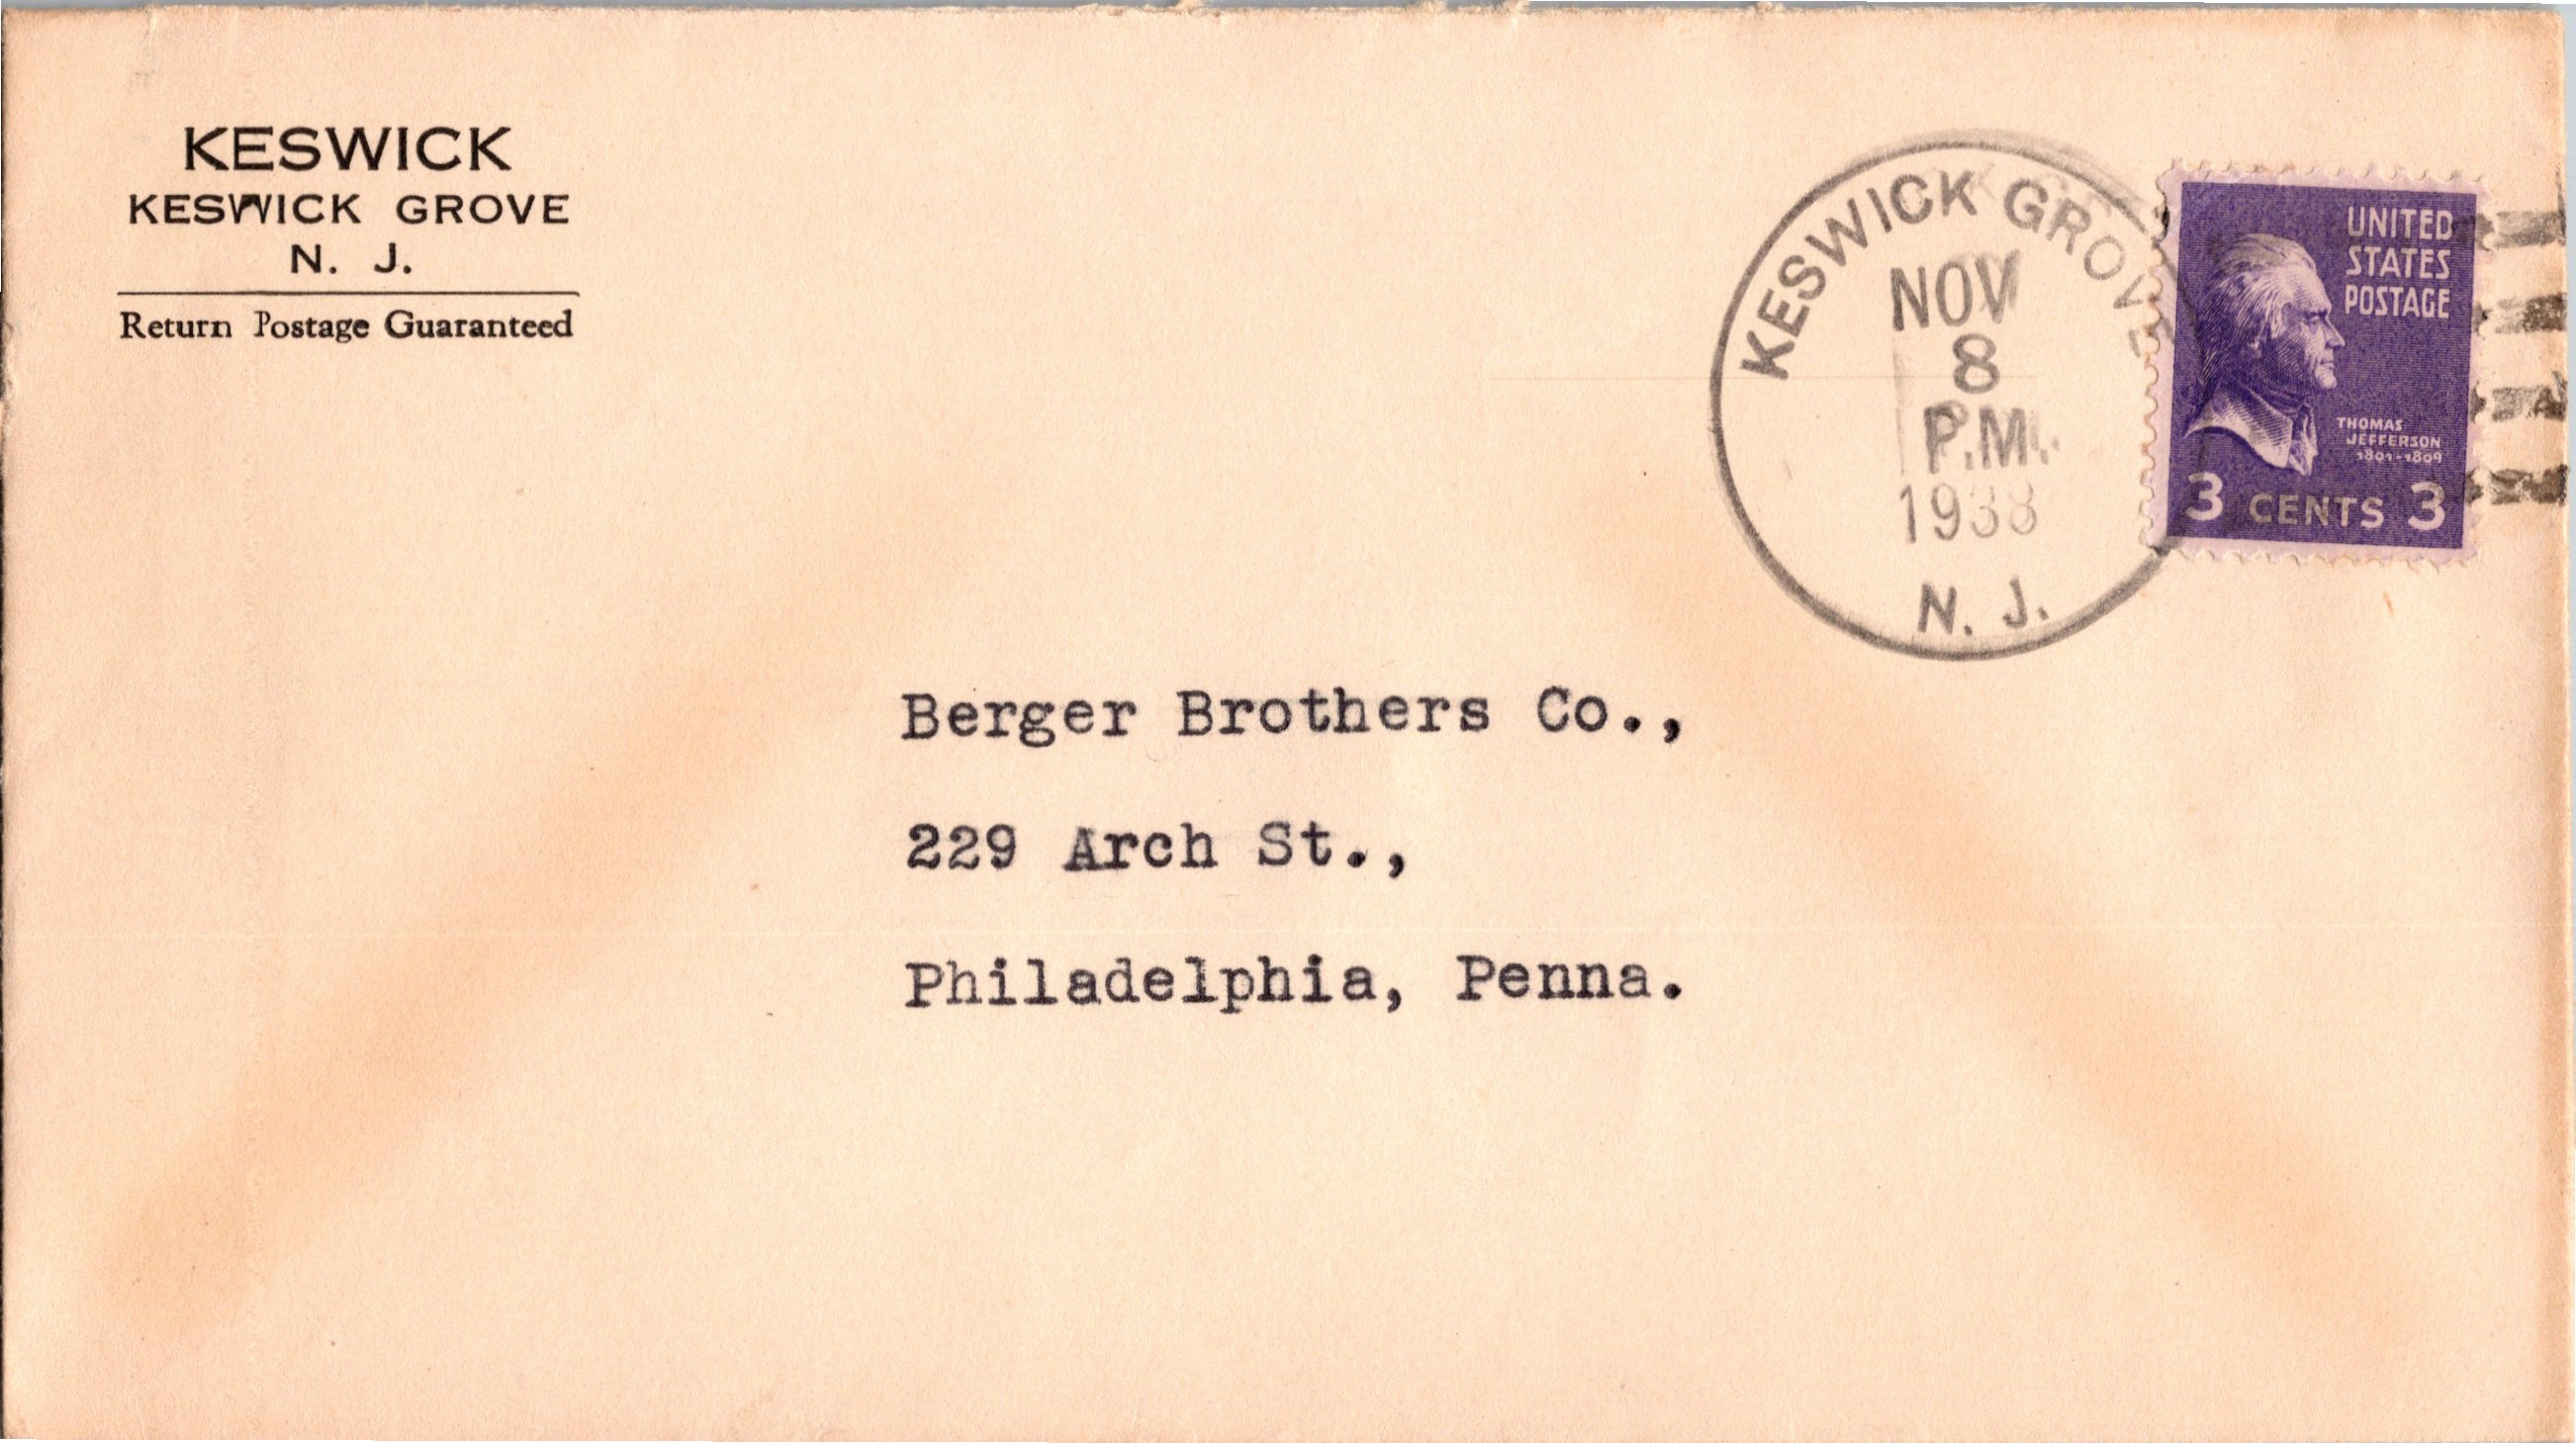 KESWICK
KESWICK GROVE
N. J.
Return Postage Guaranteed
KESWICK GROVE
NOV
8
P.M.
1938
N. J.
UNITED
STATES
POSTAGE
THOMAS
JEFFERSON
1801-1809
3 CENTS 3
Berger Brothers Co.,
229 Arch St.,
Philadelphia, Penna.